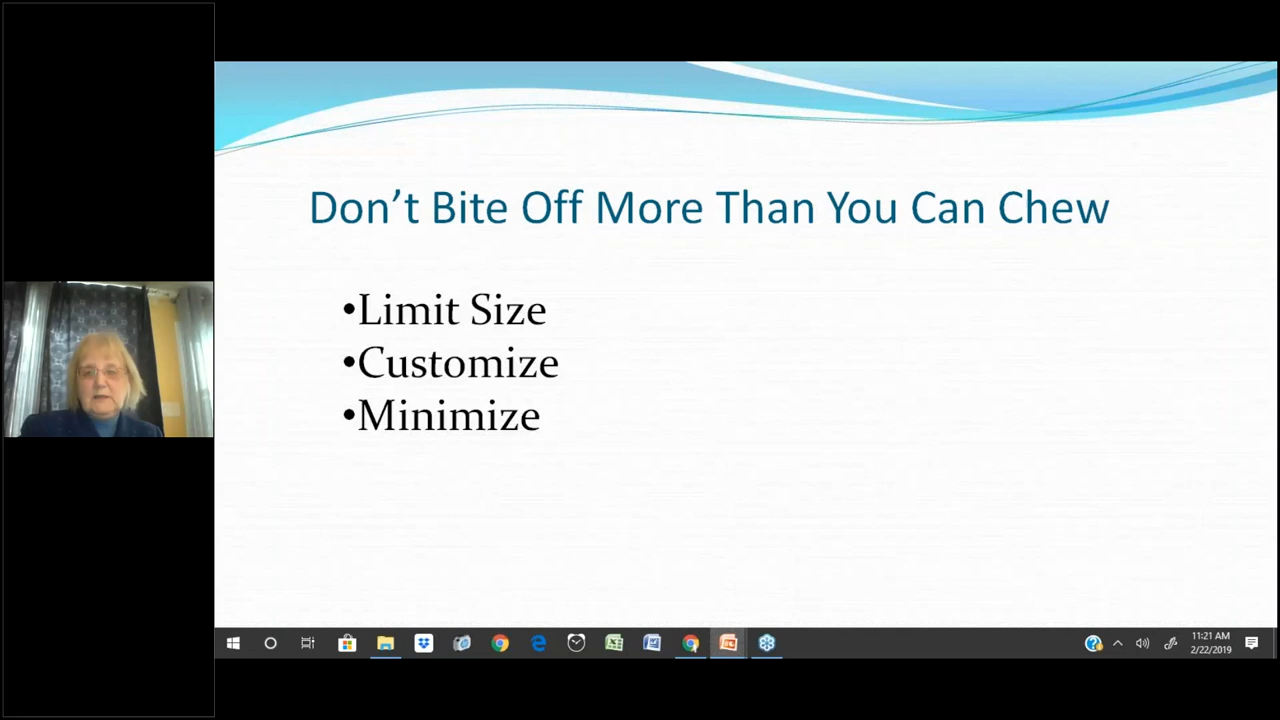 Don’t Bite Off More Than You Can Chew
•Limit Size
•Customize
•Minimize
11:21 AM
2/22/2019